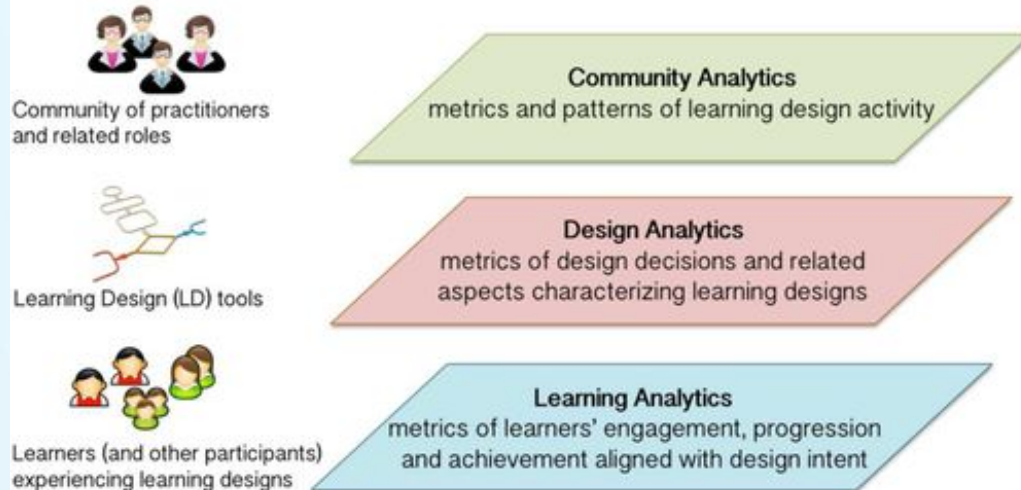 Community of practitioners
and related roles
Community Analytics
metrics and patterns of learning design activity
Learning Design (LD) tools
Design Analytics
metrics of design decisions and related
aspects characterizing learning designs
Learners (and other participants)
experiencing learning designs
Learning Analytics
metrics of learners’ engagement, progression
and achievement aligned with design intent